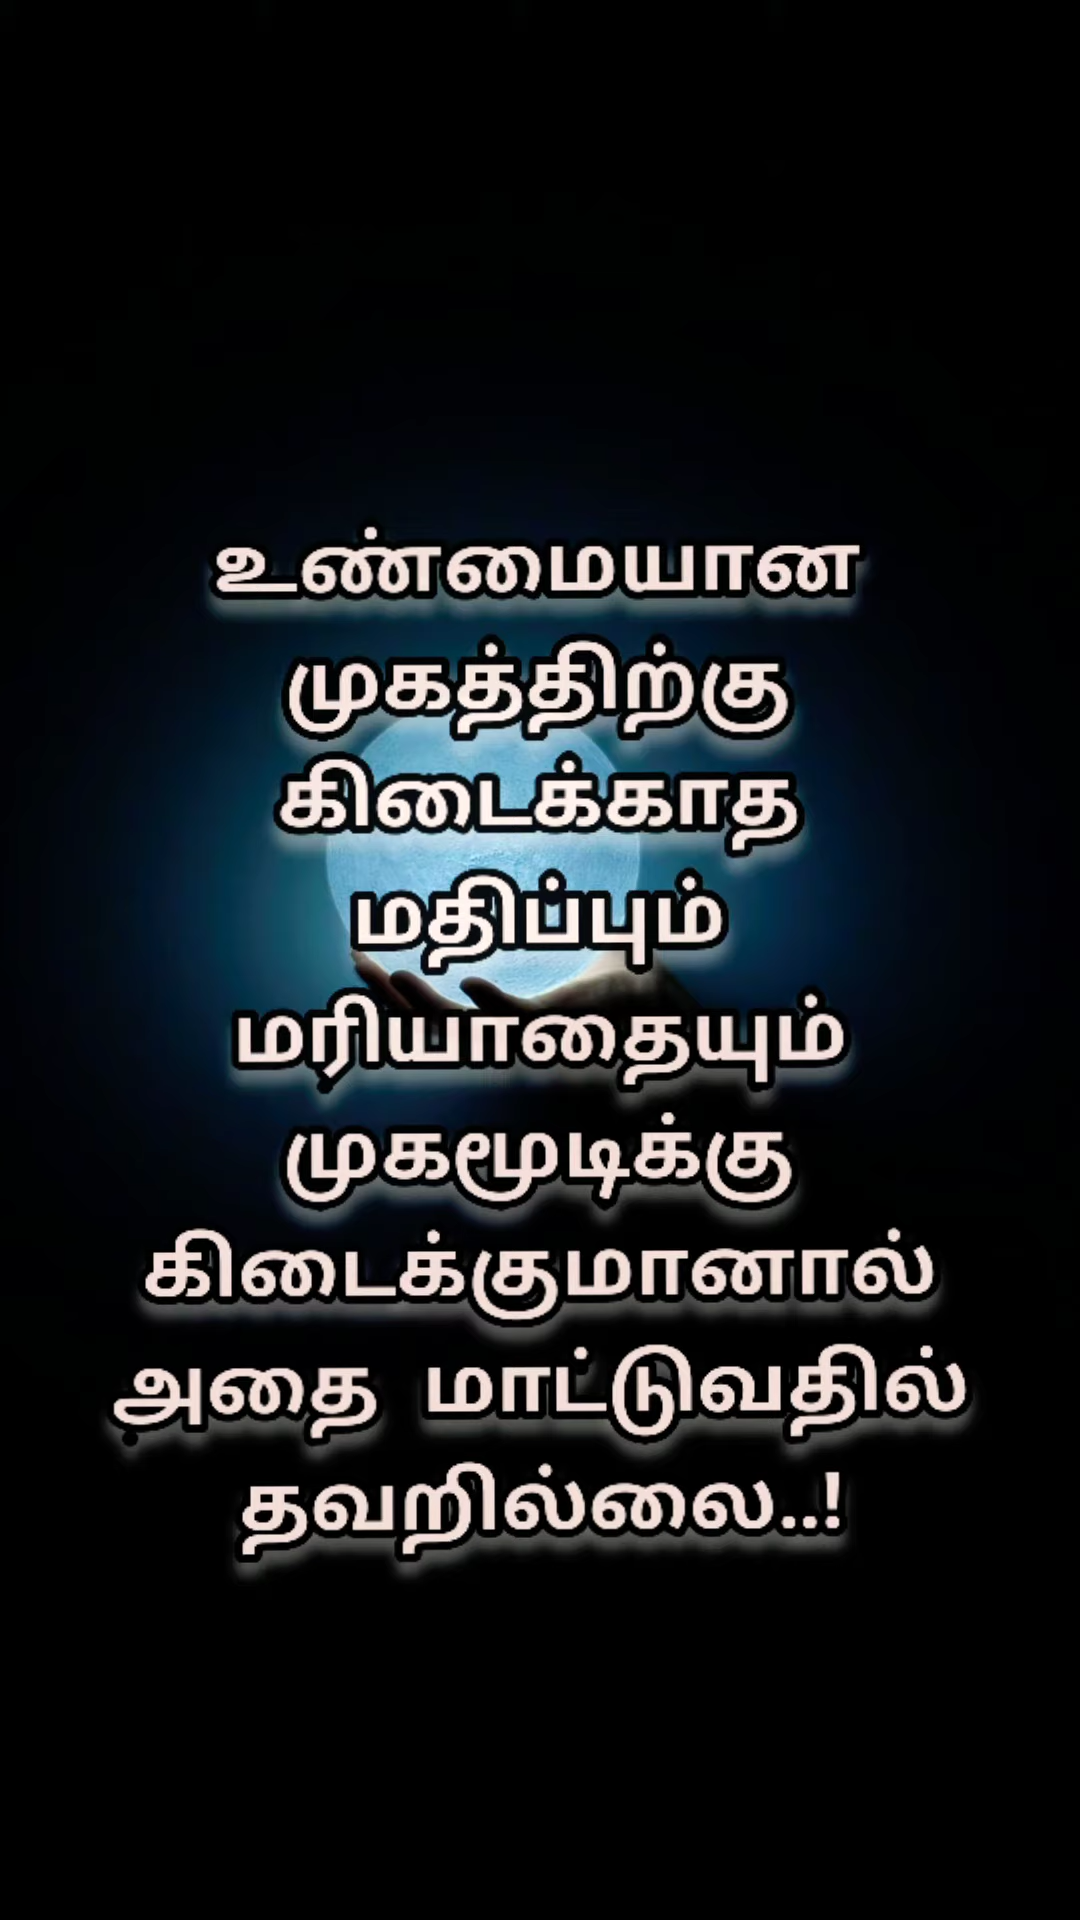 உண்மையான
முகத்திற்கு
கிடைக்காத
மதிப்பும்
மரியாதையும்
முகமூடிக்கு
கிடைக்குமானால்
அதை மாட்டுவதில்
தவறில்லை..!